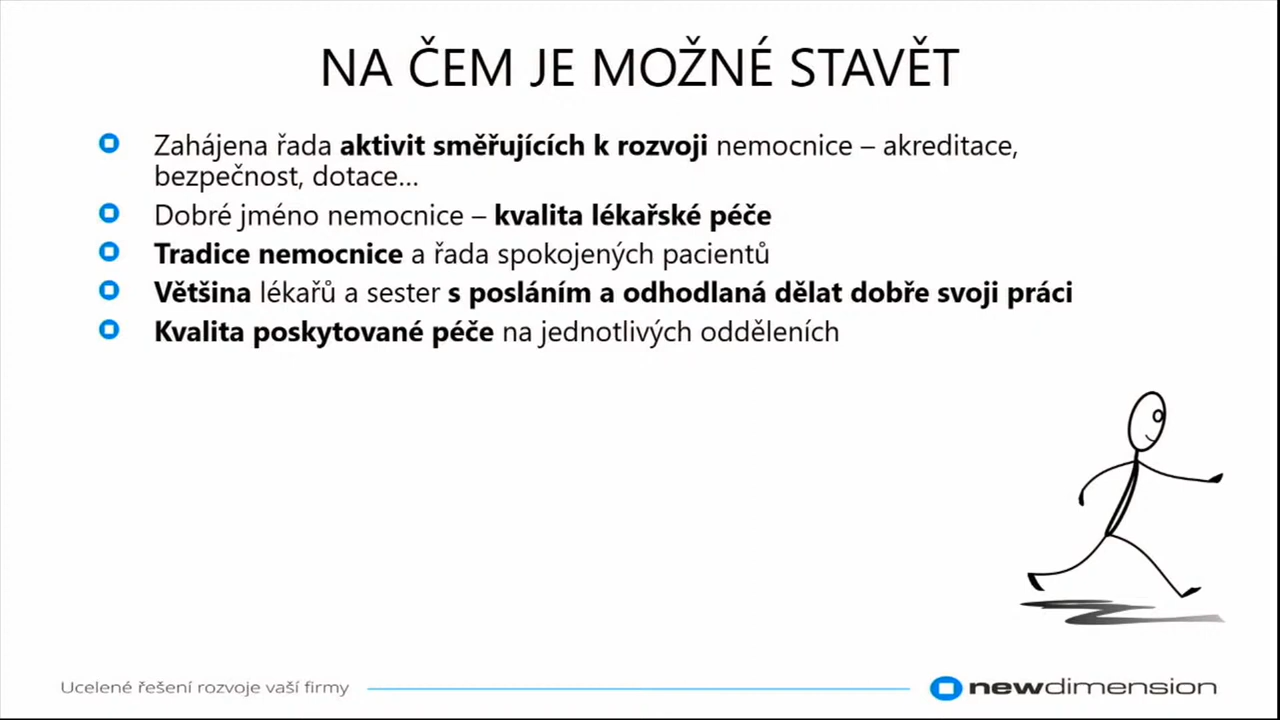 NA ČEM JE MOŽNÉ STAVĚT
Zahájena řada aktivit směřujících k rozvoji nemocnice – akreditace,
bezpečnost, dotace...
Dobré jméno nemocnice – kvalita lékařské péče
Tradice nemocnice a řada spokojených pacientů
Většina lékařů a sester s posláním a odhodlaná dělat dobře svoji práci
Kvalita poskytované péče na jednotlivých odděleních
Ucelené řešení rozvoje vaší firmy
newdimension